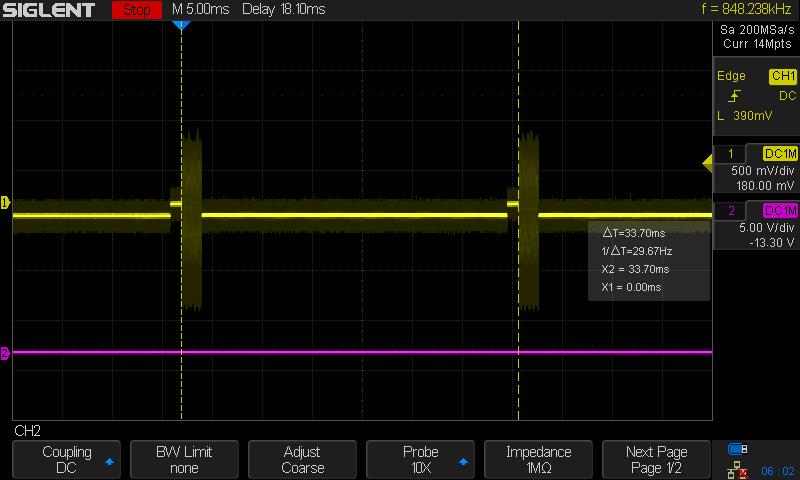 SIGLENT Stop M 5.00ms Delay 18.10ms f = 848.238kHz
Sa 200MSa/s
Curr 14Mpts
Edge CH1
DC
L 390mV
1 DC1M
500 mV/div
180.00 mV
2 DC1M
5.00 V/div
-13.30 V
1
2
△T=33.70ms
1/△T=29.67Hz
X2 = 33.70ms
X1 = 0.00ms
CH2
Coupling
DC
BW Limit
none
Adjust
Coarse
Probe
10X
Impedance
1MΩ
Next Page
Page 1/2
06 : 02